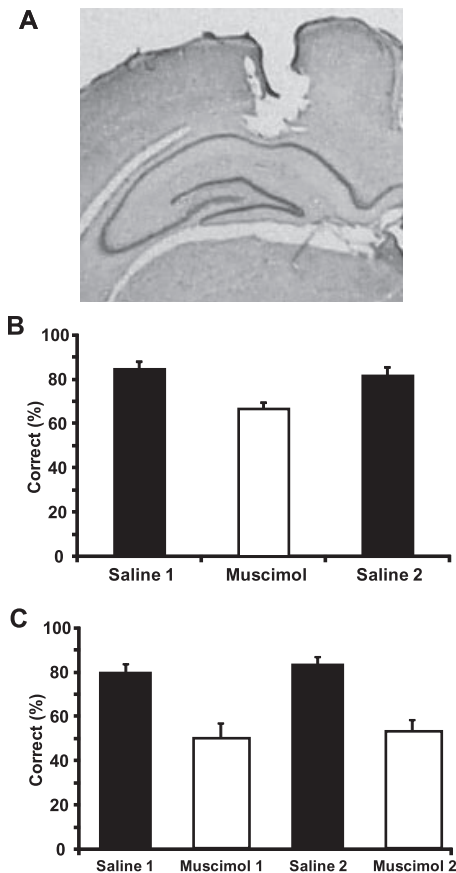 A
B
100
80
60
40
20
0
Correct (%)
Saline 1 Muscimol Saline 2
C
100
80
60
40
20
0
Correct (%)
Saline 1 Muscimol 1 Saline 2 Muscimol 2